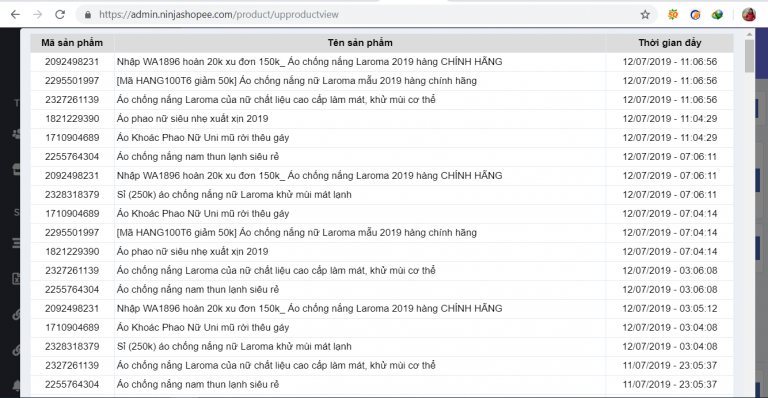 https://admin.ninjashopee.com/product/upproductview
Mã sản phẩm Tên sản phẩm Thời gian đẩy
2092498231 Nhập WA1896 hoàn 20k xu đơn 150k_ Áo chống nắng Laroma 2019 hàng CHÍNH HÃNG 12/07/2019 - 11:06:56
2295501997 [Mã HANG100T6 giảm 50k] Áo chống nắng nữ Laroma mẫu 2019 hàng chính hãng 12/07/2019 - 11:06:56
2327261139 Áo chống nắng Laroma của nữ chất liệu cao cấp làm mát, khử mùi cơ thể 12/07/2019 - 11:06:56
1821229390 Áo phao nữ siêu nhẹ xuất xịn 2019 12/07/2019 - 11:04:29
1710904689 Áo Khoác Phao Nữ Uni mũ rời thêu gáy 12/07/2019 - 11:04:29
2255764304 Áo chống nắng nam thun lạnh siêu rẻ 12/07/2019 - 07:06:11
2092498231 Nhập WA1896 hoàn 20k xu đơn 150k_ Áo chống nắng Laroma 2019 hàng CHÍNH HÃNG 12/07/2019 - 07:06:11
2328318379 Sỉ (250k) áo chống nắng nữ Laroma khử mùi mát lạnh 12/07/2019 - 07:06:11
1710904689 Áo Khoác Phao Nữ Uni mũ rời thêu gáy 12/07/2019 - 07:04:14
2295501997 [Mã HANG100T6 giảm 50k] Áo chống nắng nữ Laroma mẫu 2019 hàng chính hãng 12/07/2019 - 07:04:14
1821229390 Áo phao nữ siêu nhẹ xuất xịn 2019 12/07/2019 - 07:04:14
2327261139 Áo chống nắng Laroma của nữ chất liệu cao cấp làm mát, khử mùi cơ thể 12/07/2019 - 03:06:08
2255764304 Áo chống nắng nam thun lạnh siêu rẻ 12/07/2019 - 03:06:08
2092498231 Nhập WA1896 hoàn 20k xu đơn 150k_ Áo chống nắng Laroma 2019 hàng CHÍNH HÃNG 12/07/2019 - 03:05:12
1710904689 Áo Khoác Phao Nữ Uni mũ rời thêu gáy 12/07/2019 - 03:04:08
2328318379 Sỉ (250k) áo chống nắng nữ Laroma khử mùi mát lạnh 12/07/2019 - 03:04:08
2327261139 Áo chống nắng Laroma của nữ chất liệu cao cấp làm mát, khử mùi cơ thể 11/07/2019 - 23:05:37
2255764304 Áo chống nắng nam thun lạnh siêu rẻ 11/07/2019 - 23:05:37